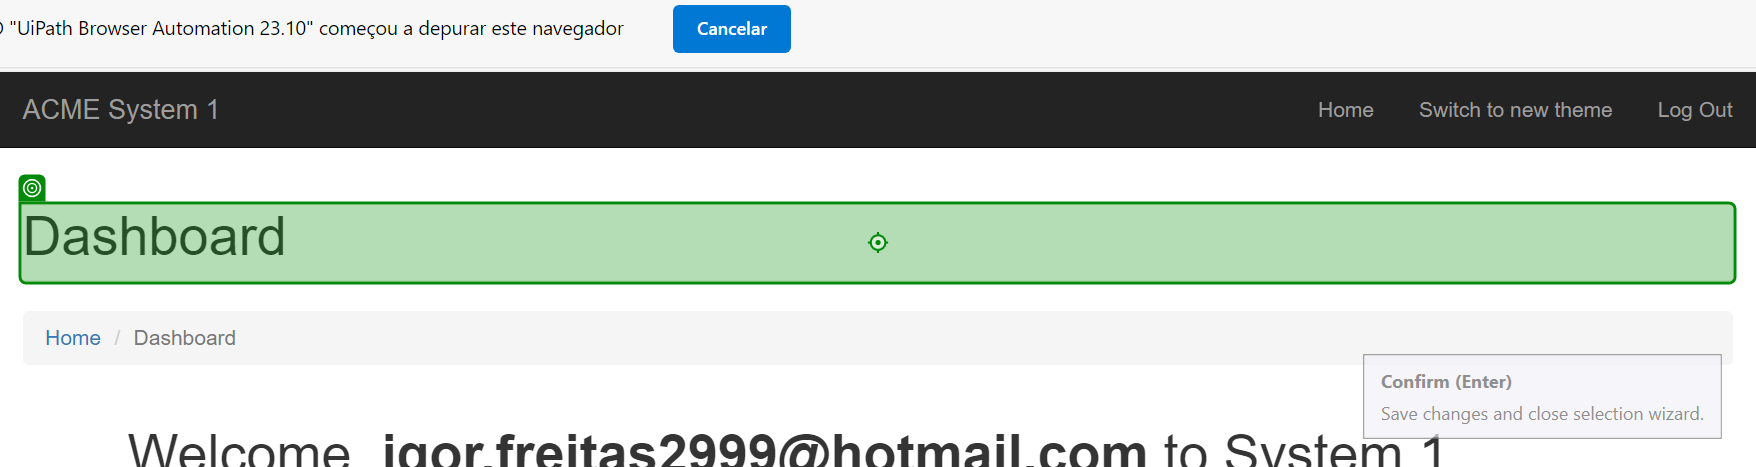 "UiPath Browser Automation 23.10" começou a depurar este navegador Cancelar
ACME System 1 Home Switch to new theme Log Out
Dashboard
Home / Dashboard
Confirm (Enter)
Save changes and close selection wizard.
Welcome igor.freitas2999@hotmail.com to System 1